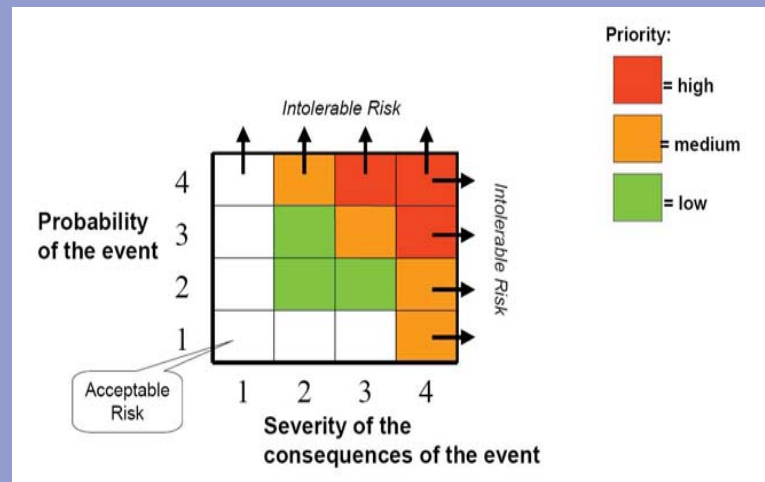 Priority:
= high
= medium
= low
Intolerable Risk
4
3
2
1
Probability
of the event
Intolerable Risk
Acceptable
Risk
1 2 3 4
Severity of the
consequences of the event